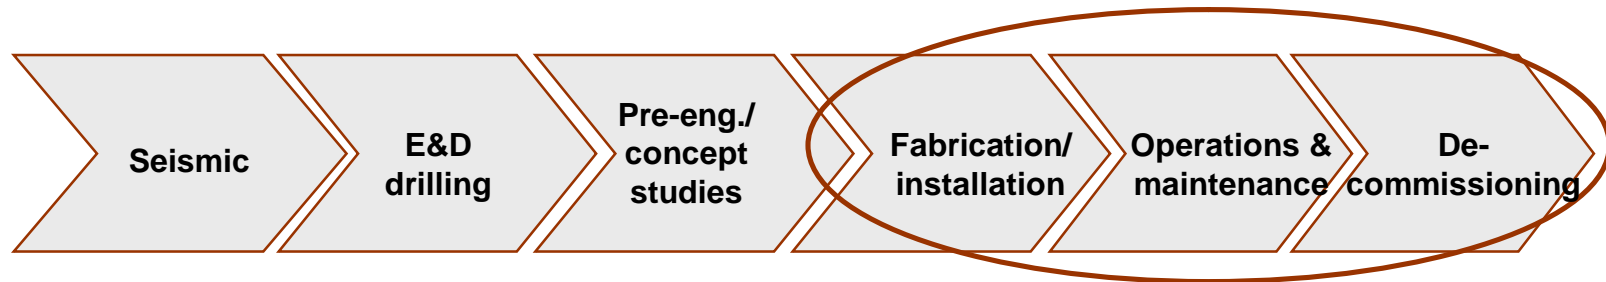 Seismic
E&D
drilling
Pre-eng./
concept
studies
Fabrication/
installation
Operations &
maintenance
De-
commissioning